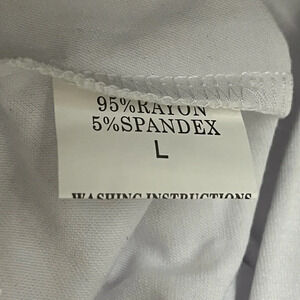 95%RAYON
5%SPANDEX
L
WASHING INSTRUCTIONS